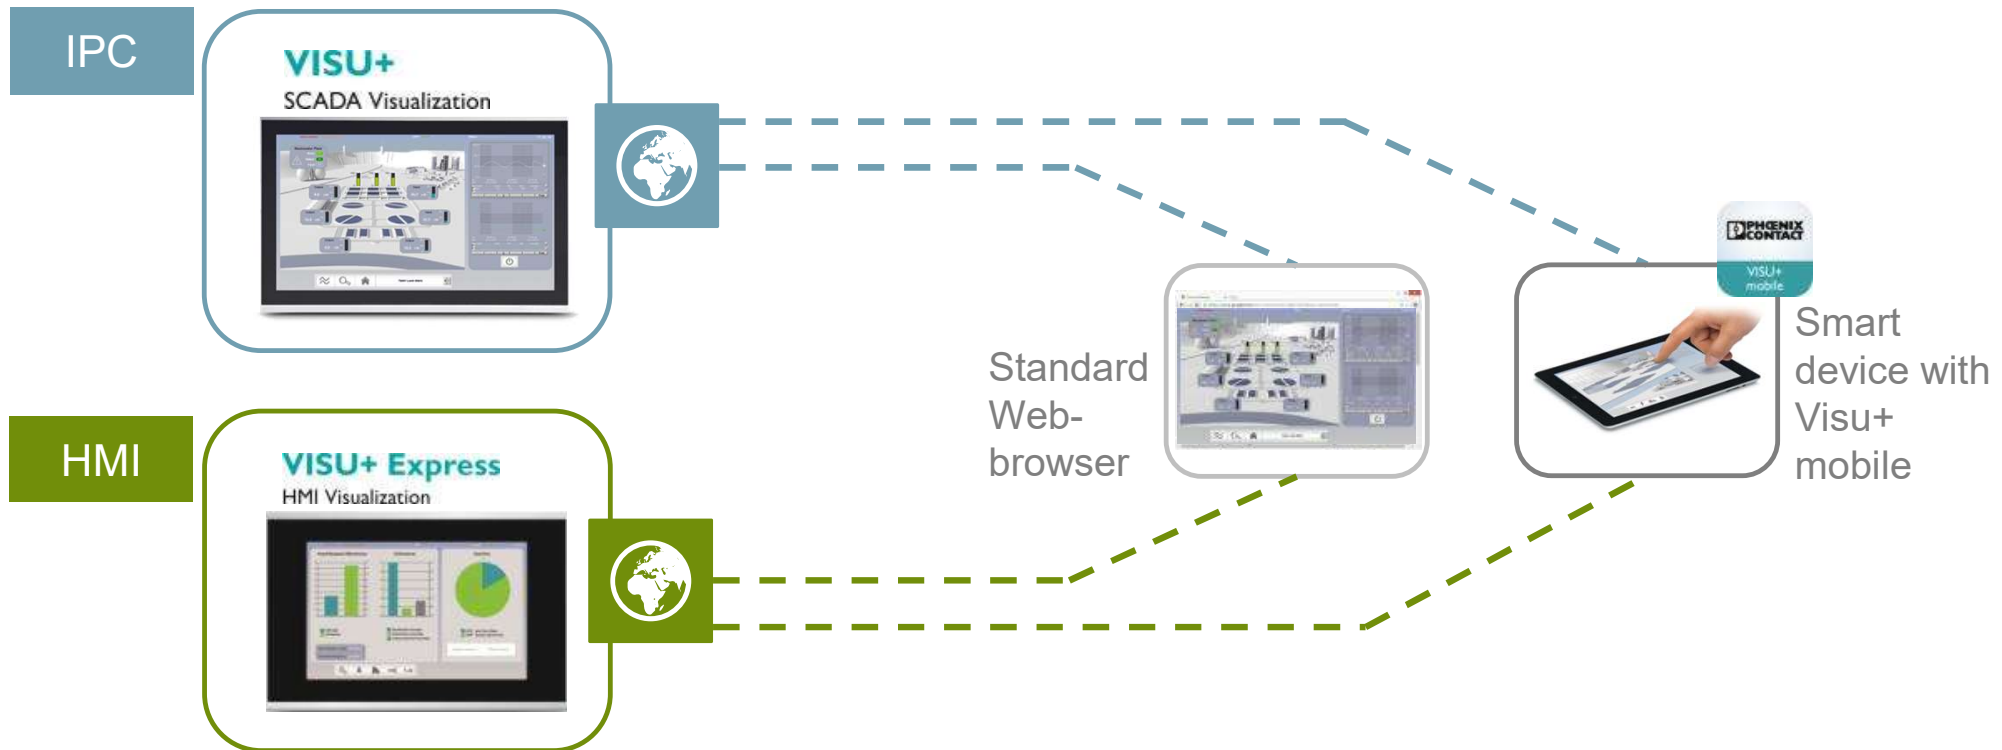 IPC
VISU+
SCADA Visualization
PHŒNIX
CONTACT
VISU+
mobile
Standard
Web-
browser
Smart
device with
Visu+
mobile
HMI
VISU+ Express
HMI Visualization